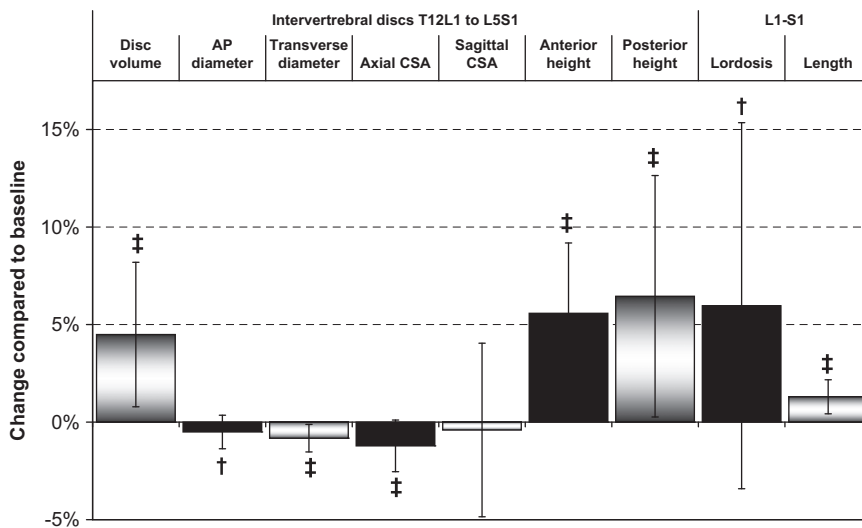 Intervertrebral discs T12L1 to L5S1 L1-S1
Disc volume AP diameter Transverse diameter Axial CSA Sagittal CSA Anterior height Posterior height Lordosis Length
Change compared to baseline
15%
10%
5%
0%
-5%
‡ † ‡ ‡ ‡ ‡ † ‡